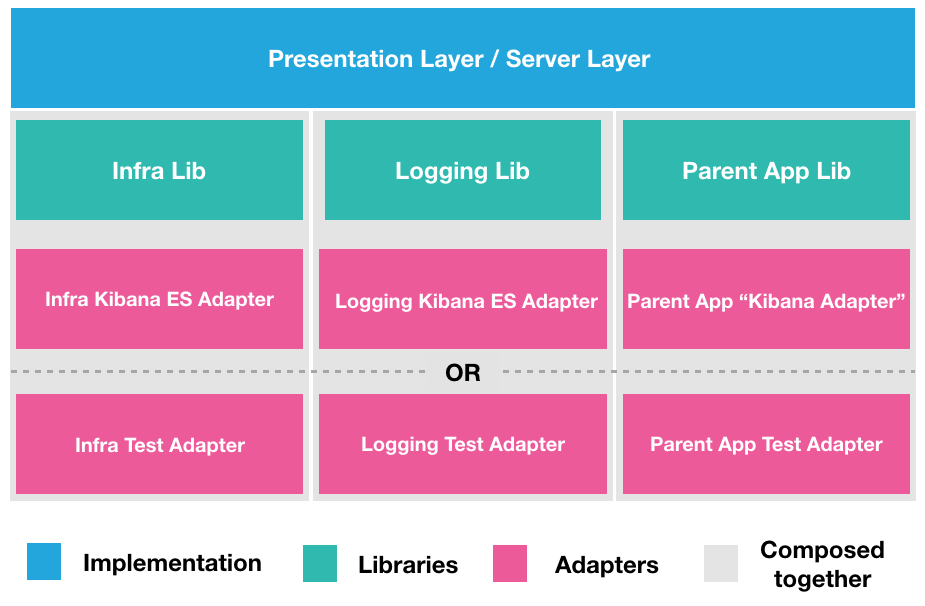 Presentation Layer / Server Layer
Infra Lib
Logging Lib
Parent App Lib
Infra Kibana ES Adapter
Logging Kibana ES Adapter
Parent App “Kibana Adapter”
OR
Infra Test Adapter
Logging Test Adapter
Parent App Test Adapter
Implementation
Libraries
Adapters
Composed
together